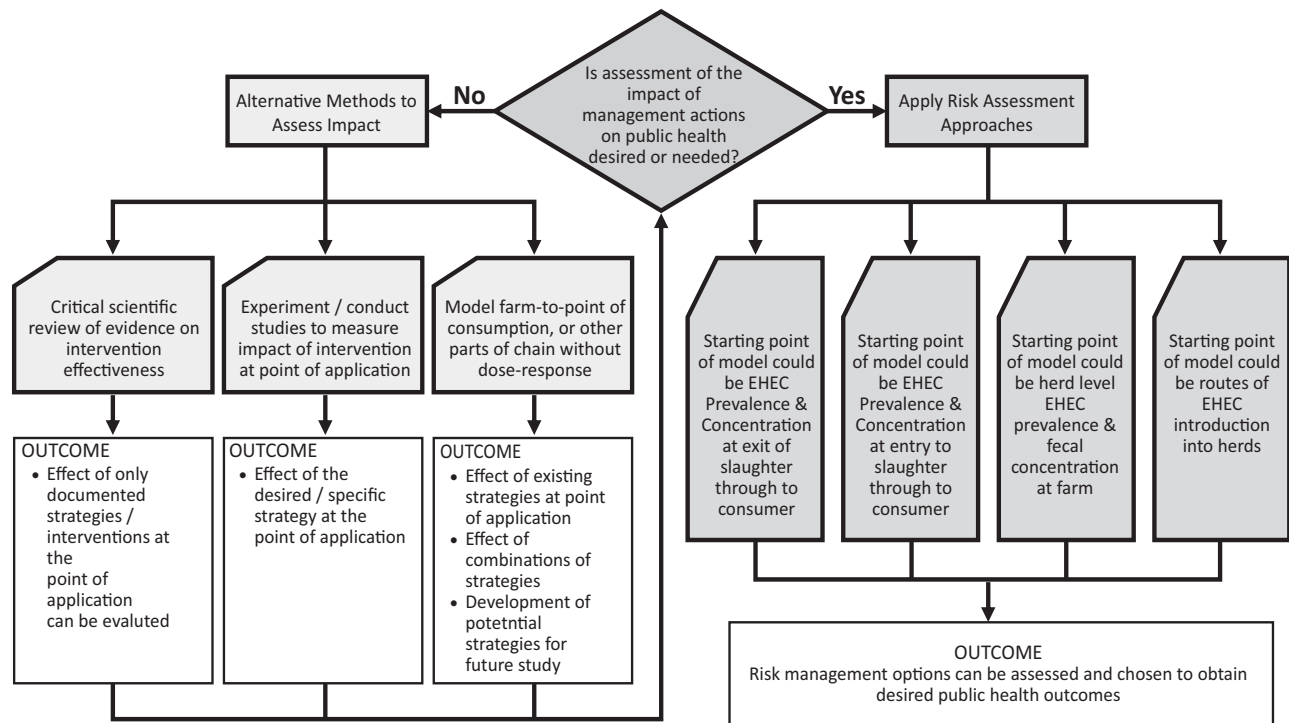 Is assessment of the
impact of
management actions
on public health
desired or needed?
No
Yes
Alternative Methods to
Assess Impact
Apply Risk Assessment
Approaches
Critical scientific
review of evidence on
intervention
effectiveness
Experiment / conduct
studies to measure
impact of intervention
at point of application
Model farm-to-point of
consumption, or other
parts of chain without
dose-response
OUTCOME
• Effect of only
documented
strategies /
interventions at
the
point of
application
can be evaluted
OUTCOME
• Effect of the
desired / specific
strategy at the
point of application
OUTCOME
• Effect of existing
strategies at point
of application
• Effect of
combinations of
strategies
• Development of
potetntial
strategies for
future study
Starting point
of model could
be EHEC
Prevalence &
Concentration
at exit of
slaughter
through to
consumer
Starting point
of model could
be EHEC
Prevalence &
Concentration
at entry to
slaughter
through to
consumer
Starting point
of model could
be herd level
EHEC
prevalence &
fecal
concentration
at farm
Starting point
of model could
be routes of
EHEC
introduction
into herds
OUTCOME
Risk management options can be assessed and chosen to obtain
desired public health outcomes